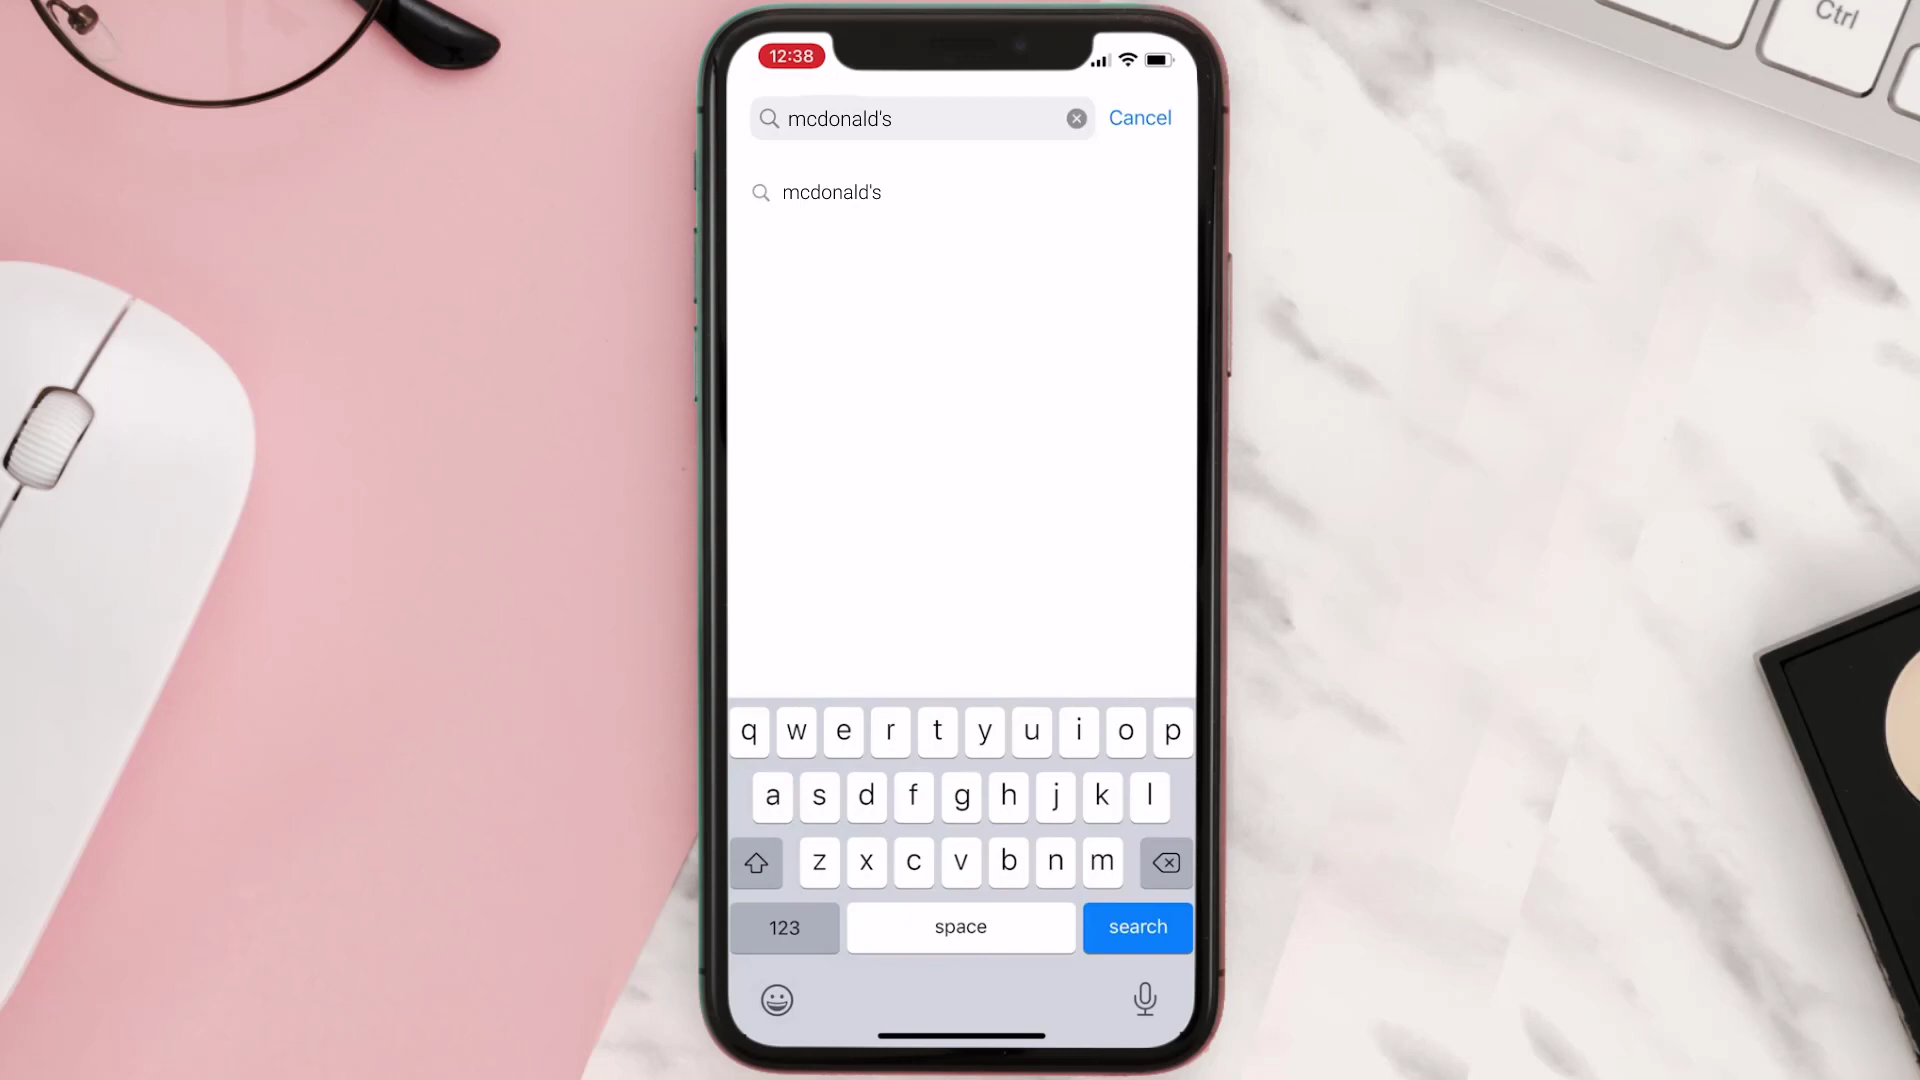 Ctrl
12:38
mcdonald's Cancel
mcdonald's
q w e r t y u i o p
a s d f g h j k l
z x c v b n m
123 space search